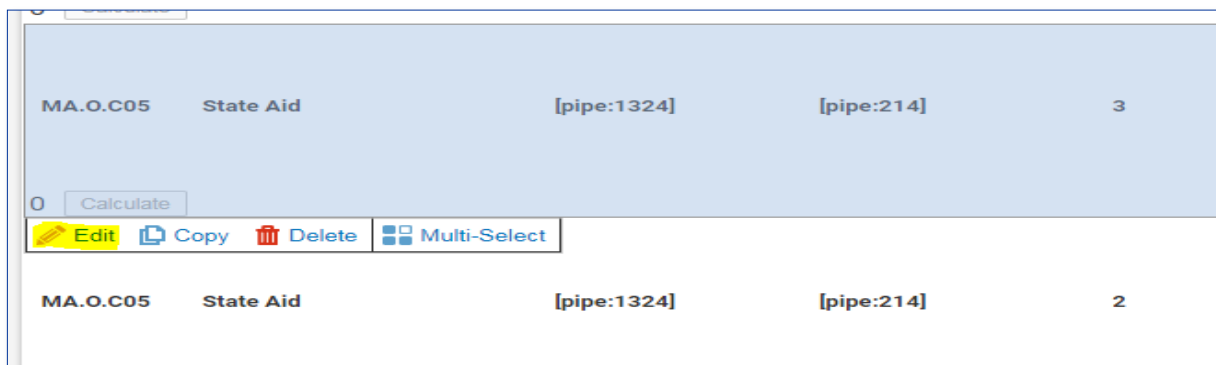 0 Calculate
MA.O.C05 State Aid [pipe:1324] [pipe:214] 3
0 Calculate
Edit Copy Delete Multi-Select
MA.O.C05 State Aid [pipe:1324] [pipe:214] 2